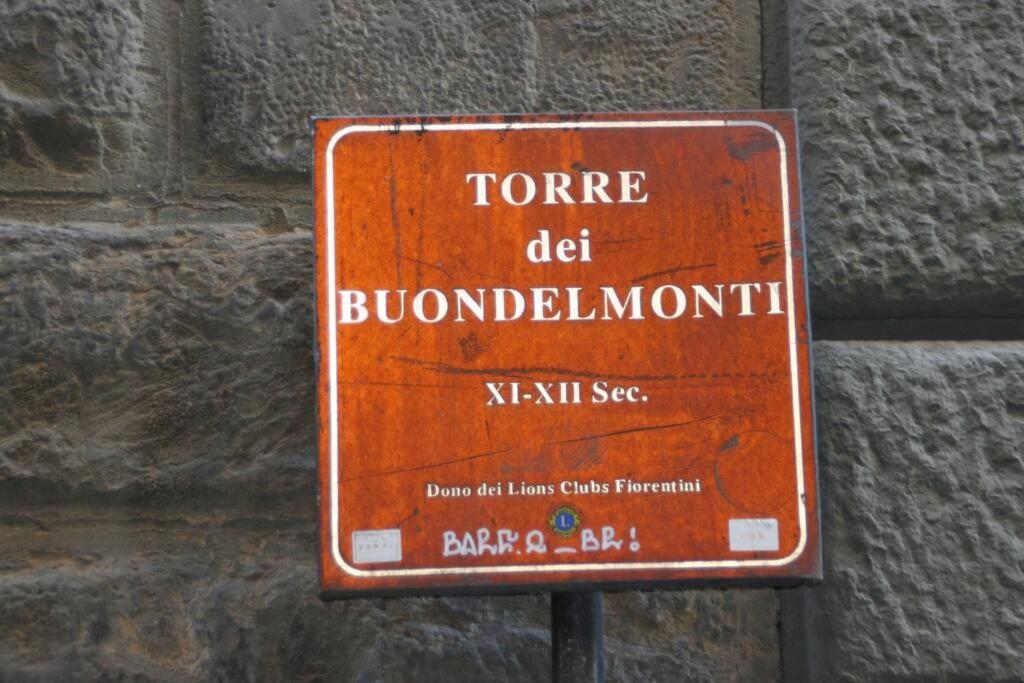 TORRE
dei
BUONDELMONTI
XI-XII Sec.
Dono dei Lions Clubs Fiorentini
L